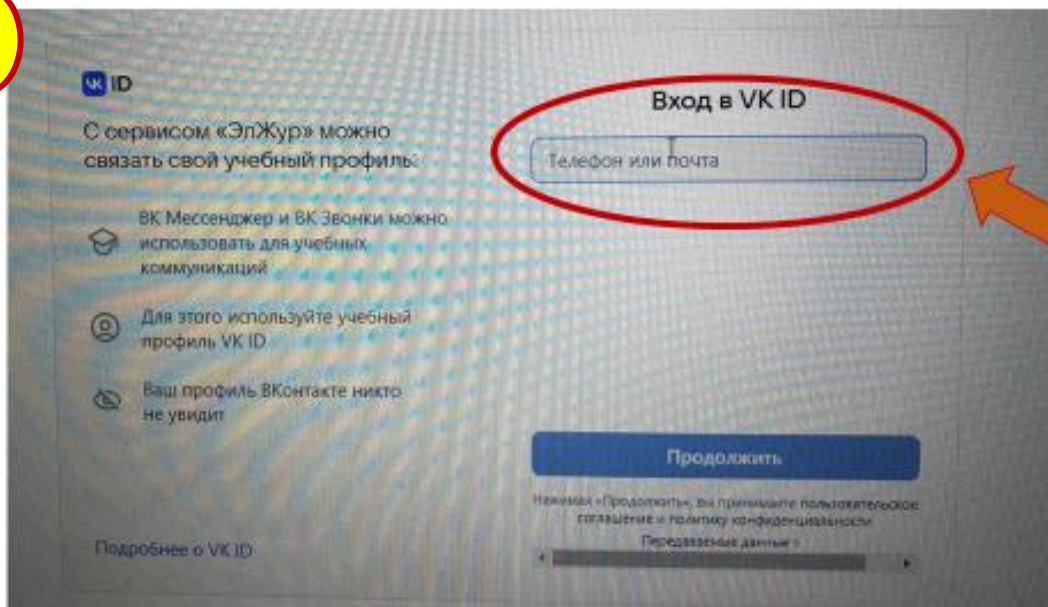 VK ID
С сервисом «ЭлЖур» можно
связать свой учебный профиль:
ВК Мессенджер и ВК Звонки можно
использовать для учебных
коммуникаций
Для этого используйте учебный
профиль VK ID
Ваш профиль ВКонтакте никто
не увидит
Подробнее о VK ID
Вход в VK ID
Телефон или почта
Продолжить
Нажимая «Продолжить», вы принимаете пользовательское
соглашение и политику конфиденциальности
Передаваемые данные